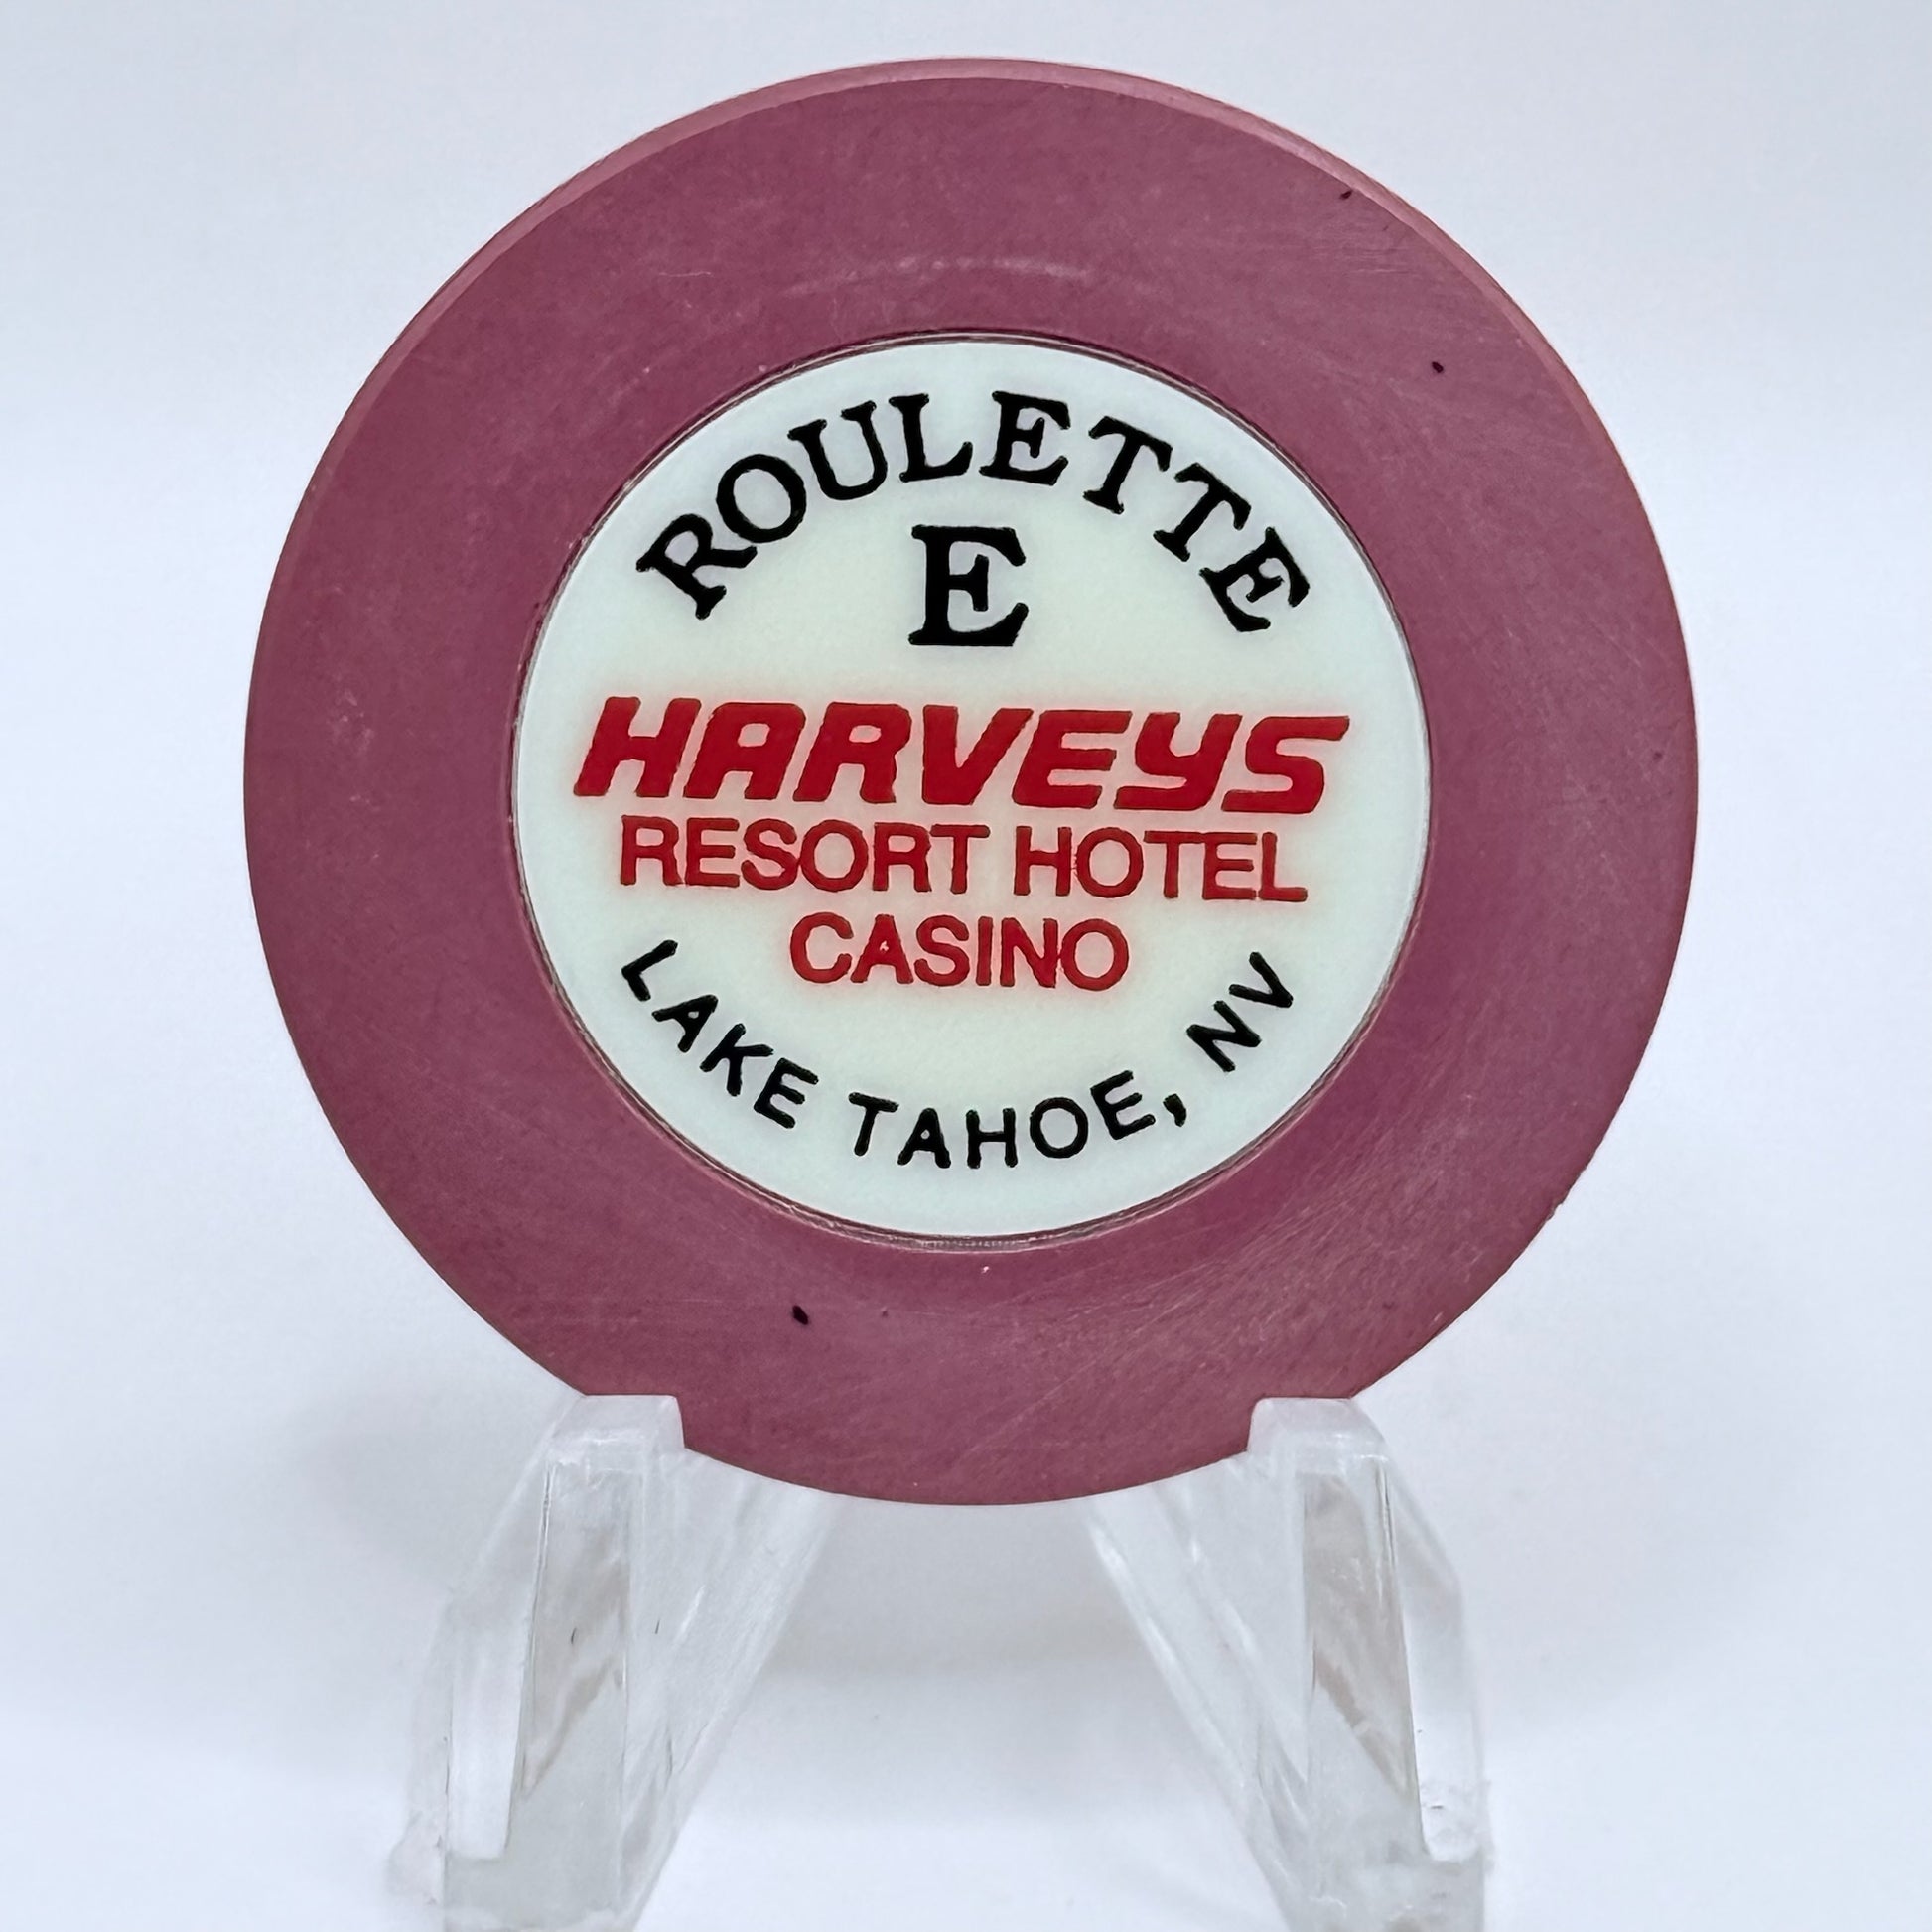 ROULETTE
E
HARVEYS
RESORT HOTEL
CASINO
LAKE TAHOE, NV